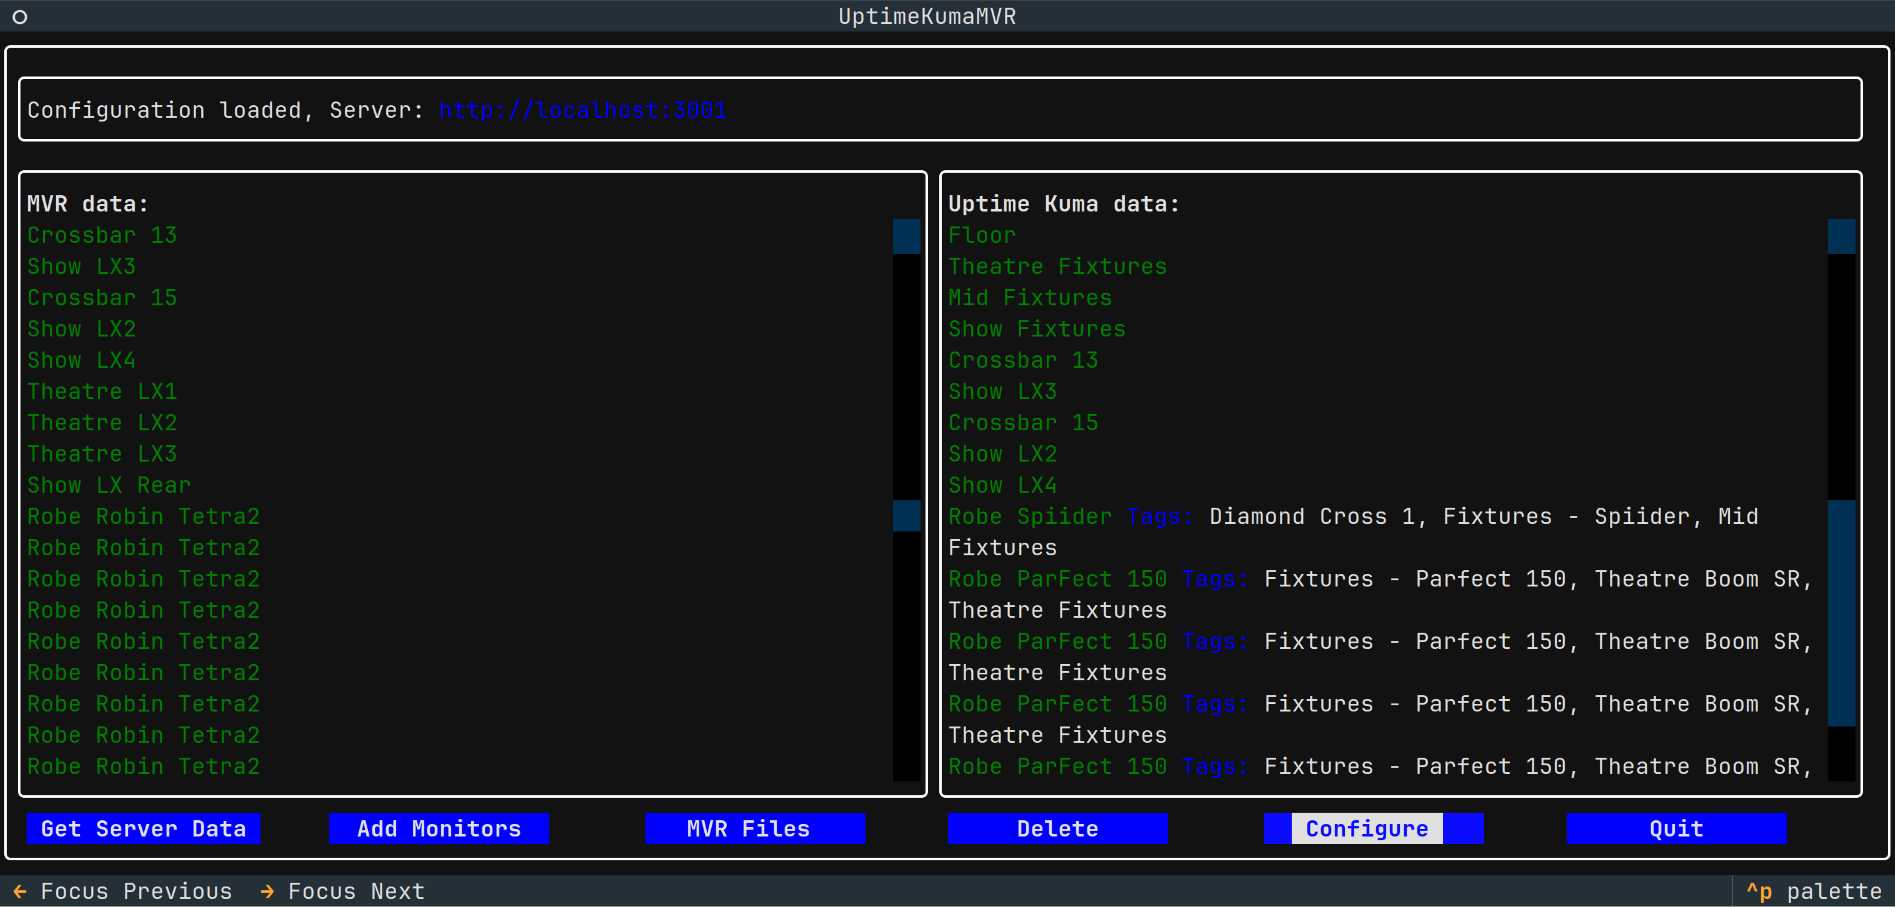 UptimeKumaMVR
Configuration loaded, Server: http://localhost:3001
MVR data:
Crossbar 13
Show LX3
Crossbar 15
Show LX2
Show LX4
Theatre LX1
Theatre LX2
Theatre LX3
Show LX Rear
Robe Robin Tetra2
Robe Robin Tetra2
Robe Robin Tetra2
Robe Robin Tetra2
Robe Robin Tetra2
Robe Robin Tetra2
Robe Robin Tetra2
Robe Robin Tetra2
Robe Robin Tetra2
Uptime Kuma data:
Floor
Theatre Fixtures
Mid Fixtures
Show Fixtures
Crossbar 13
Show LX3
Crossbar 15
Show LX2
Show LX4
Robe Spiider Tags: Diamond Cross 1, Fixtures - Spiider, Mid
Fixtures
Robe ParFect 150 Tags: Fixtures - Parfect 150, Theatre Boom SR,
Theatre Fixtures
Robe ParFect 150 Tags: Fixtures - Parfect 150, Theatre Boom SR,
Theatre Fixtures
Robe ParFect 150 Tags: Fixtures - Parfect 150, Theatre Boom SR,
Theatre Fixtures
Robe ParFect 150 Tags: Fixtures - Parfect 150, Theatre Boom SR,
Get Server Data
Add Monitors
MVR Files
Delete
Configure
Quit
← Focus Previous → Focus Next
^p palette